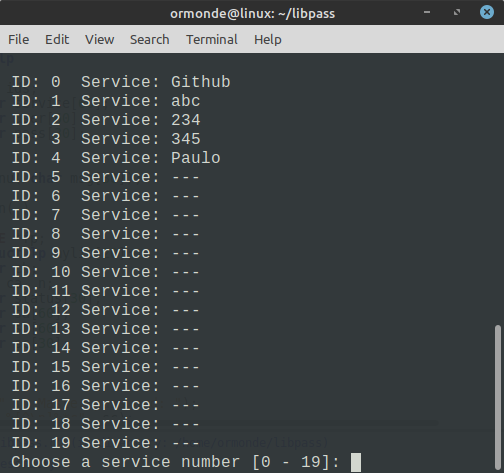 ormonde@linux: ~/libpass
File Edit View Search Terminal Help
ID: 0 Service: Github
ID: 1 Service: abc
ID: 2 Service: 234
ID: 3 Service: 345
ID: 4 Service: Paulo
ID: 5 Service: ---
ID: 6 Service: ---
ID: 7 Service: ---
ID: 8 Service: ---
ID: 9 Service: ---
ID: 10 Service: ---
ID: 11 Service: ---
ID: 12 Service: ---
ID: 13 Service: ---
ID: 14 Service: ---
ID: 15 Service: ---
ID: 16 Service: ---
ID: 17 Service: ---
ID: 18 Service: ---
ID: 19 Service: ---
Choose a service number [0 - 19]: